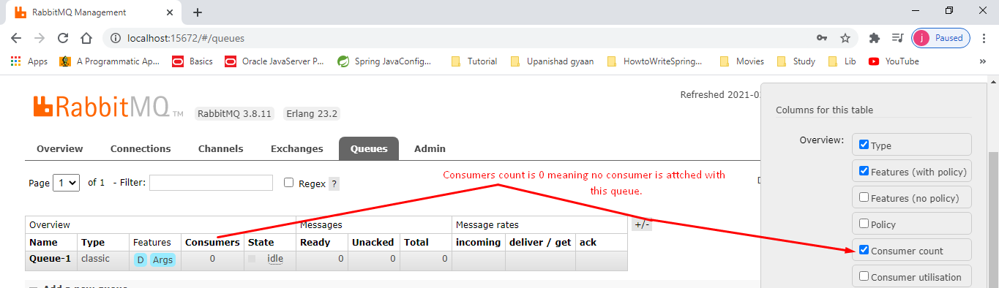 RabbitMQ Management
localhost:15672/#/queues
j Paused
Apps A Programmatic Ap... Basics Oracle JavaServer P... Spring JavaConfig... Tutorial Upanishad gyaan HowtoWriteSpring... Movies Study Lib YouTube »
RabbitMQ TM RabbitMQ 3.8.11 Erlang 23.2
Refreshed 2021-0
Columns for this table
Overview Connections Channels Exchanges Queues Admin
Overview: Type
Features (with policy)
Features (no policy)
Policy
Consumer count
Consumer utilisation
Page 1 of 1 - Filter: Regex ?
Consumers count is 0 meaning no consumer is attched with
this queue.
Overview Messages Message rates +/-
Name Type Features Consumers State Ready Unacked Total incoming deliver / get ack
Queue-1 classic D Args 0 idle 0 0 0